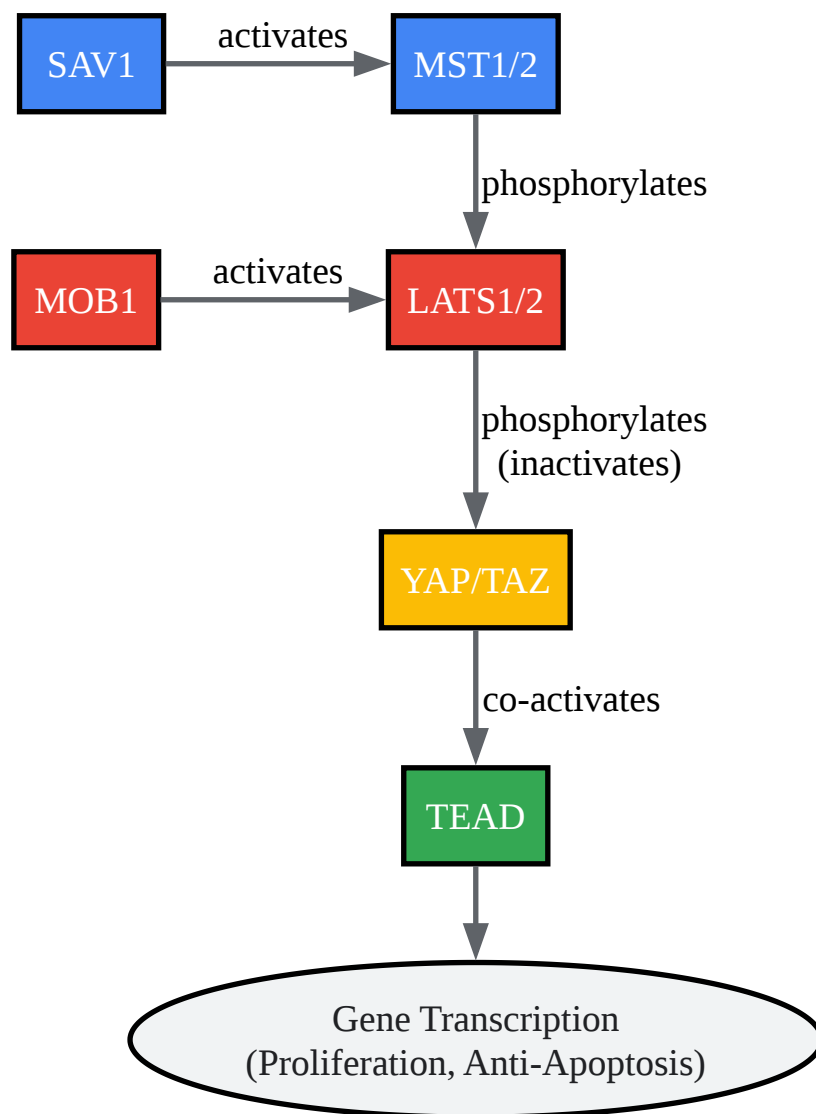 SAV1
activates
MST1/2
phosphorylates
MOB1
activates
LATS1/2
phosphorylates
(inactivates)
YAP/TAZ
co-activates
TEAD
Gene Transcription
(Proliferation, Anti-Apoptosis)